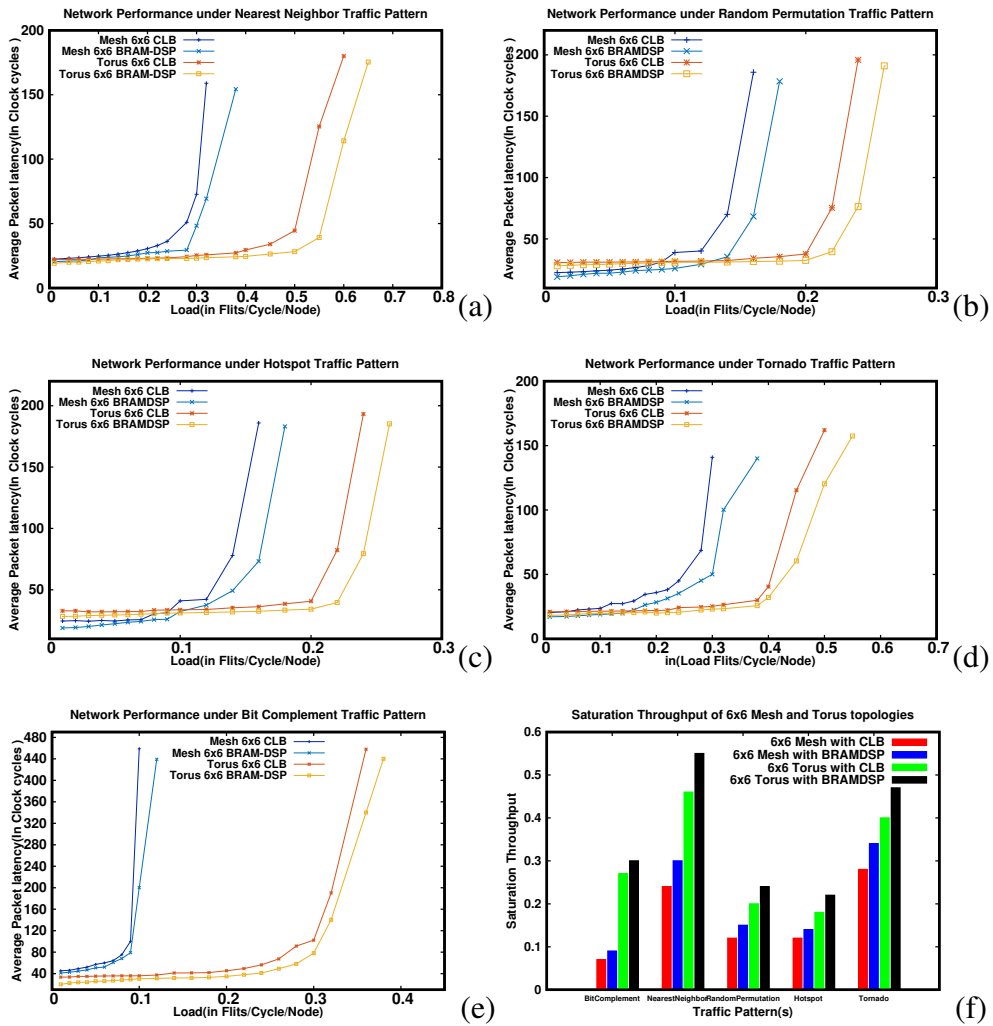 Network Performance under Nearest Neighbor Traffic Pattern
Average Packet latency(In Clock cycles )
200
150
100
50
0
Mesh 6x6 CLB
Mesh 6x6 BRAM-DSP
Torus 6x6 CLB
Torus 6x6 BRAM-DSP
0.1 0.2 0.3 0.4 0.5 0.6 0.7 0.8
Load(in Flits/Cycle/Node)
(a)
Network Performance under Random Permutation Traffic Pattern
Average Packet latency(In Clock cycles )
200
150
100
50
Mesh 6x6 CLB
Mesh 6x6 BRAMDSP
Torus 6x6 CLB
Torus 6x6 BRAMDSP
0.1 0.2 0.3
Load(in Flits/Cycle/Node)
(b)
Network Performance under Hotspot Traffic Pattern
Average Packet latency(In Clock cycles )
200
150
100
50
Mesh 6x6 CLB
Mesh 6x6 BRAMDSP
Torus 6x6 CLB
Torus 6x6 BRAMDSP
0.1 0.2 0.3
Load(in Flits/Cycle/Node)
(c)
Network Performance under Tornado Traffic Pattern
Average Packet latency(In Clock cycles )
200
150
100
50
0
Mesh 6x6 CLB
Mesh 6x6 BRAMDSP
Torus 6x6 CLB
Torus 6x6 BRAMDSP
0.1 0.2 0.3 0.4 0.5 0.6 0.7
in(Load Flits/Cycle/Node)
(d)
Network Performance under Bit Complement Traffic Pattern
Average Packet latency(In Clock cycles )
480
440
400
360
320
280
240
200
160
120
80
40
Mesh 6x6 CLB
Mesh 6x6 BRAM-DSP
Torus 6x6 CLB
Torus 6x6 BRAM-DSP
0.1 0.2 0.3 0.4
Load(in Flits/Cycle/Node)
(e)
Saturation Throughput of 6x6 Mesh and Torus topologies
Saturation Throughput
0.6
0.5
0.4
0.3
0.2
0.1
0
6x6 Mesh with CLB
6x6 Mesh with BRAMDSP
6x6 Torus with CLB
6x6 Torus with BRAMDSP
BitComplement NearestNeighbor RandomPermutation Hotspot Tornado
Traffic Pattern(s)
(f)